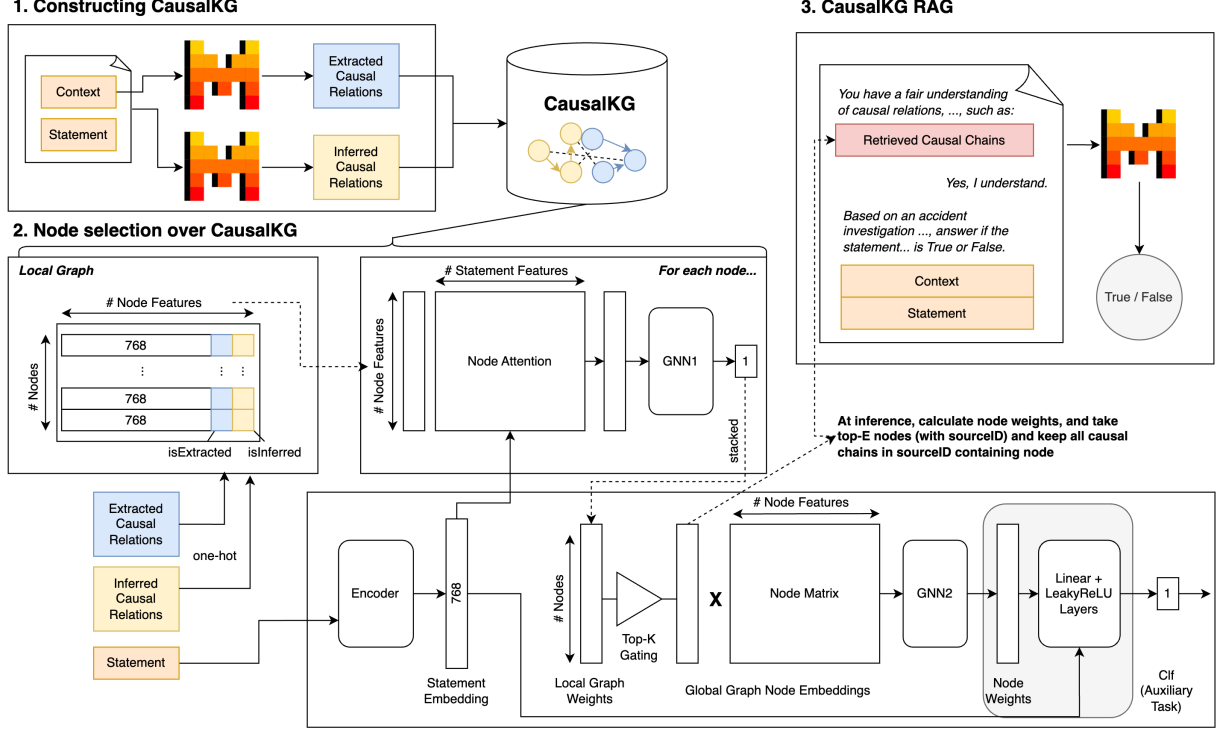 1. Constructing CausalKG
Context
Statement
Extracted
Causal
Relations
Inferred
Causal
Relations
CausalKG
2. Node selection over CausalKG
Local Graph
# Node Features
# Nodes
768
768
768
isExtracted
isInferred
Extracted
Causal
Relations
one-hot
Inferred
Causal
Relations
Statement
For each node...
# Statement Features
# Node Features
Node Attention
GNN1
1
stacked
Encoder
768
Statement
Embedding
# Nodes
Local Graph
Weights
Top-K
Gating
X
# Node Features
Node Matrix
Global Graph Node Embeddings
GNN2
Node
Weights
Linear +
LeakyReLU
Layers
1
Clf
(Auxiliary
Task)
3. CausalKG RAG
You have a fair understanding
of causal relations, ..., such as:
Retrieved Causal Chains
Yes, I understand.
Based on an accident
investigation ..., answer if the
statement... is True or False.
Context
Statement
True / False
At inference, calculate node weights, and take
top-E nodes (with sourceID) and keep all causal
chains in sourceID containing node